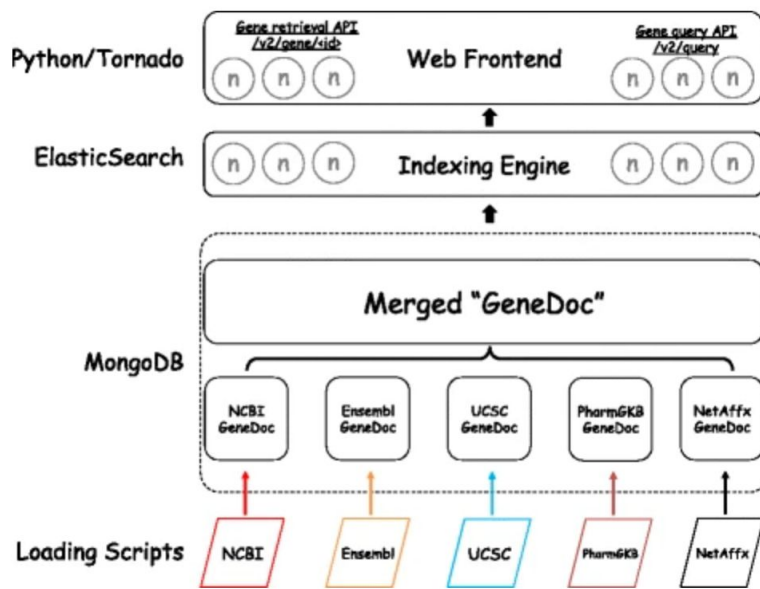 Gene retrieval API
/v2/gene/<id>
Gene query API
/v2/query
Python/Tornado
Web Frontend
n n n n n n
ElasticSearch
Indexing Engine
n n n n n n
Merged “GeneDoc”
MongoDB
NCBI
GeneDoc
Ensembl
GeneDoc
UCSC
GeneDoc
PharmGKB
GeneDoc
NetAffx
GeneDoc
Loading Scripts
NCBI
Ensembl
UCSC
PharmGKB
NetAffx